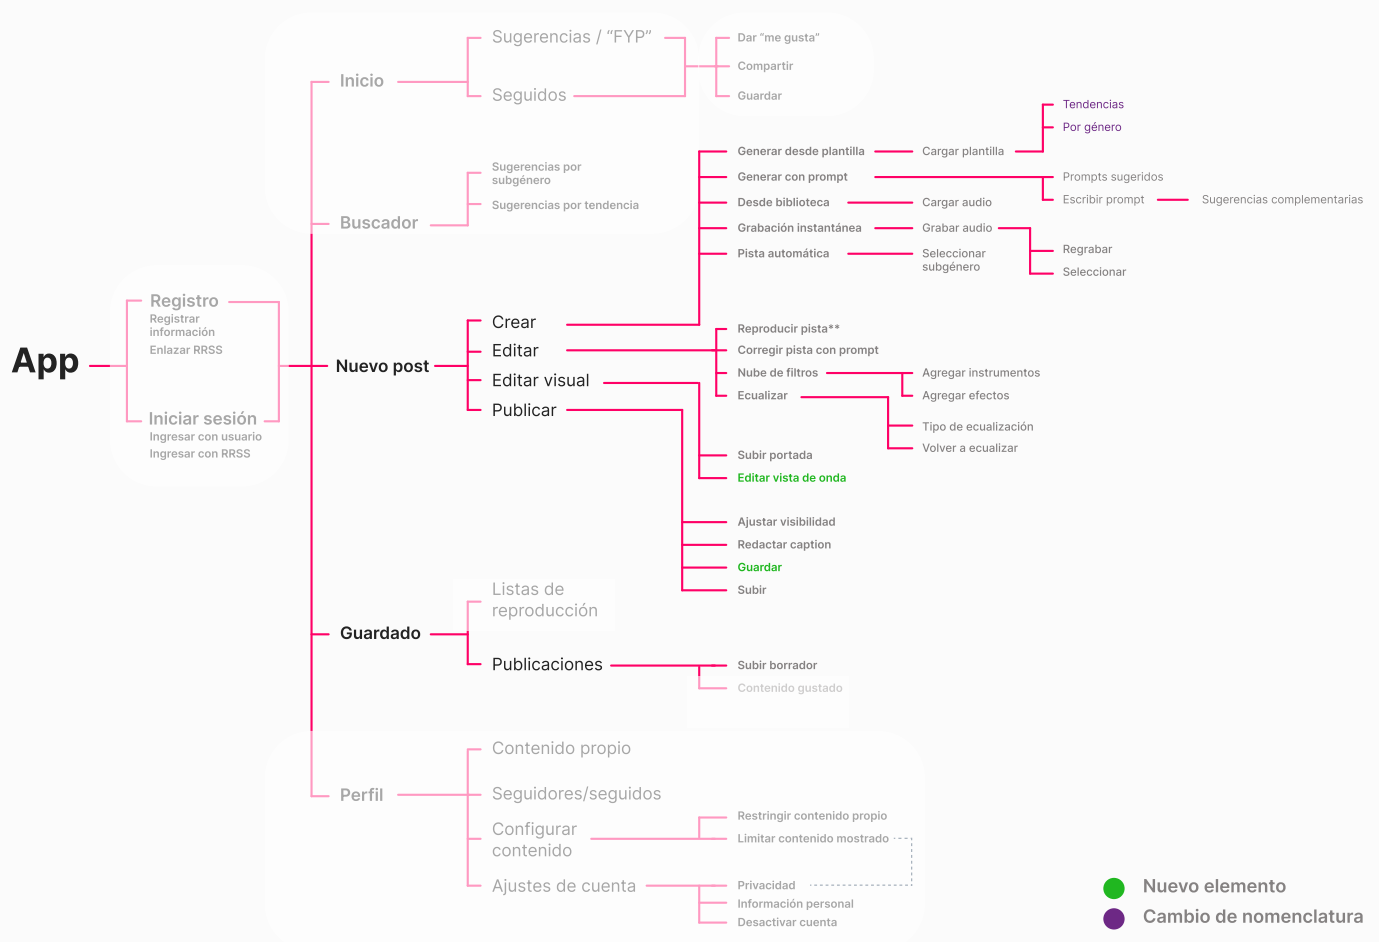 App
Registro
Registrar
información
Enlazar RRSS
Iniciar sesión
Ingresar con usuario
Ingresar con RRSS
Inicio
Sugerencias / “FYP”
Seguidos
Dar “me gusta”
Compartir
Guardar
Buscador
Sugerencias por
subgénero
Sugerencias por tendencia
Nuevo post
Crear
Generar desde plantilla
Cargar plantilla
Tendencias
Por género
Generar con prompt
Prompts sugeridos
Escribir prompt
Sugerencias complementarias
Desde biblioteca
Cargar audio
Grabación instantánea
Grabar audio
Regrabar
Seleccionar
Pista automática
Seleccionar
subgénero
Editar
Reproducir pista**
Corregir pista con prompt
Nube de filtros
Agregar instrumentos
Agregar efectos
Ecualizar
Tipo de ecualización
Volver a ecualizar
Editar visual
Subir portada
Editar vista de onda
Publicar
Ajustar visibilidad
Redactar caption
Guardar
Subir
Guardado
Listas de
reproducción
Publicaciones
Subir borrador
Contenido gustado
Perfil
Contenido propio
Seguidores/seguidos
Configurar
contenido
Restringir contenido propio
Limitar contenido mostrado
Ajustes de cuenta
Privacidad
Información personal
Desactivar cuenta
Nuevo elemento
Cambio de nomenclatura